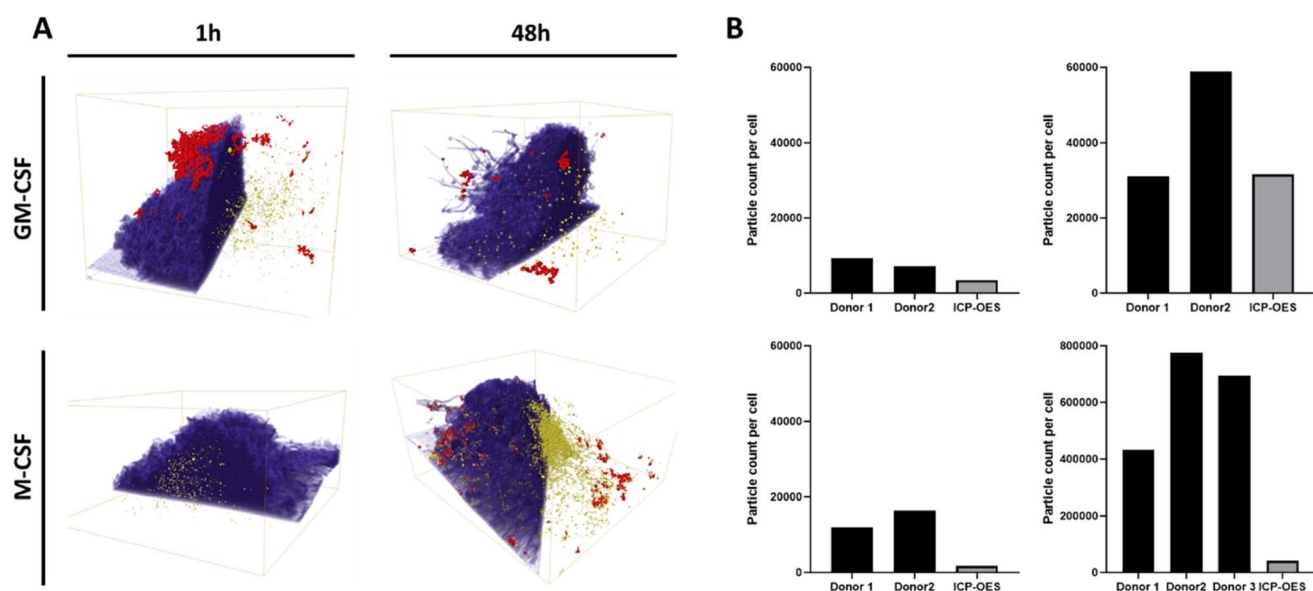 A
1h
48h
GM-CSF
M-CSF
B
Particle count per cell
60000
40000
20000
0
Donor 1 Donor2 ICP-OES
Particle count per cell
60000
40000
20000
0
Donor 1 Donor2 ICP-OES
Particle count per cell
60000
40000
20000
0
Donor 1 Donor2 ICP-OES
Particle count per cell
800000
600000
400000
200000
0
Donor 1 Donor2 Donor 3 ICP-OES